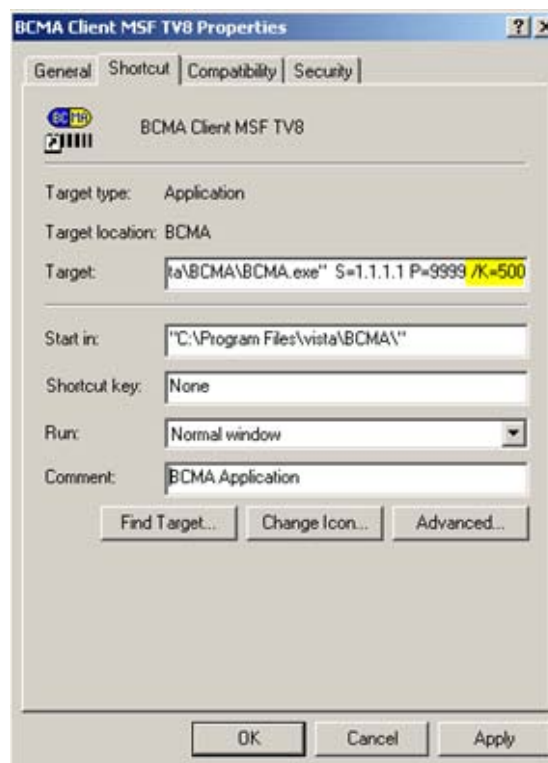 BCMA Client MSF TV8 Properties
General Shortcut Compatibility Security
BC MA
BCMA Client MSF TV8
Target type: Application
Target location: BCMA
Target: ta\BCMA\BCMA.exe" S=1.1.1.1 P=9999 /K=500
Start in: "C:\Program Files\vista\BCMA\"
Shortcut key: None
Run: Normal window
Comment: BCMA Application
Find Target... Change Icon... Advanced...
OK Cancel Apply